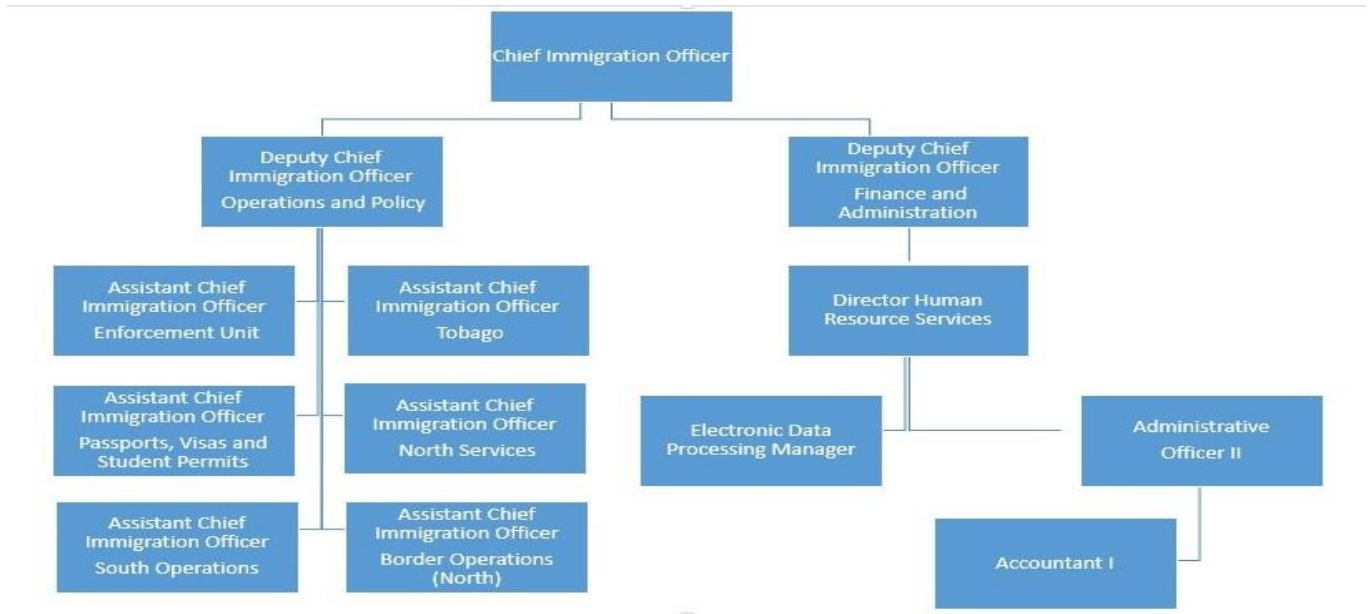 Chief Immigration Officer
Deputy Chief
Immigration Officer
Operations and Policy
Deputy Chief
Immigration Officer
Finance and
Administration
Assistant Chief
Immigration Officer
Enforcement Unit
Assistant Chief
Immigration Officer
Tobago
Director Human
Resource Services
Assistant Chief
Immigration Officer
Passports, Visas and
Student Permits
Assistant Chief
Immigration Officer
North Services
Electronic Data
Processing Manager
Administrative
Officer II
Assistant Chief
Immigration Officer
South Operations
Assistant Chief
Immigration Officer
Border Operations
(North)
Accountant I